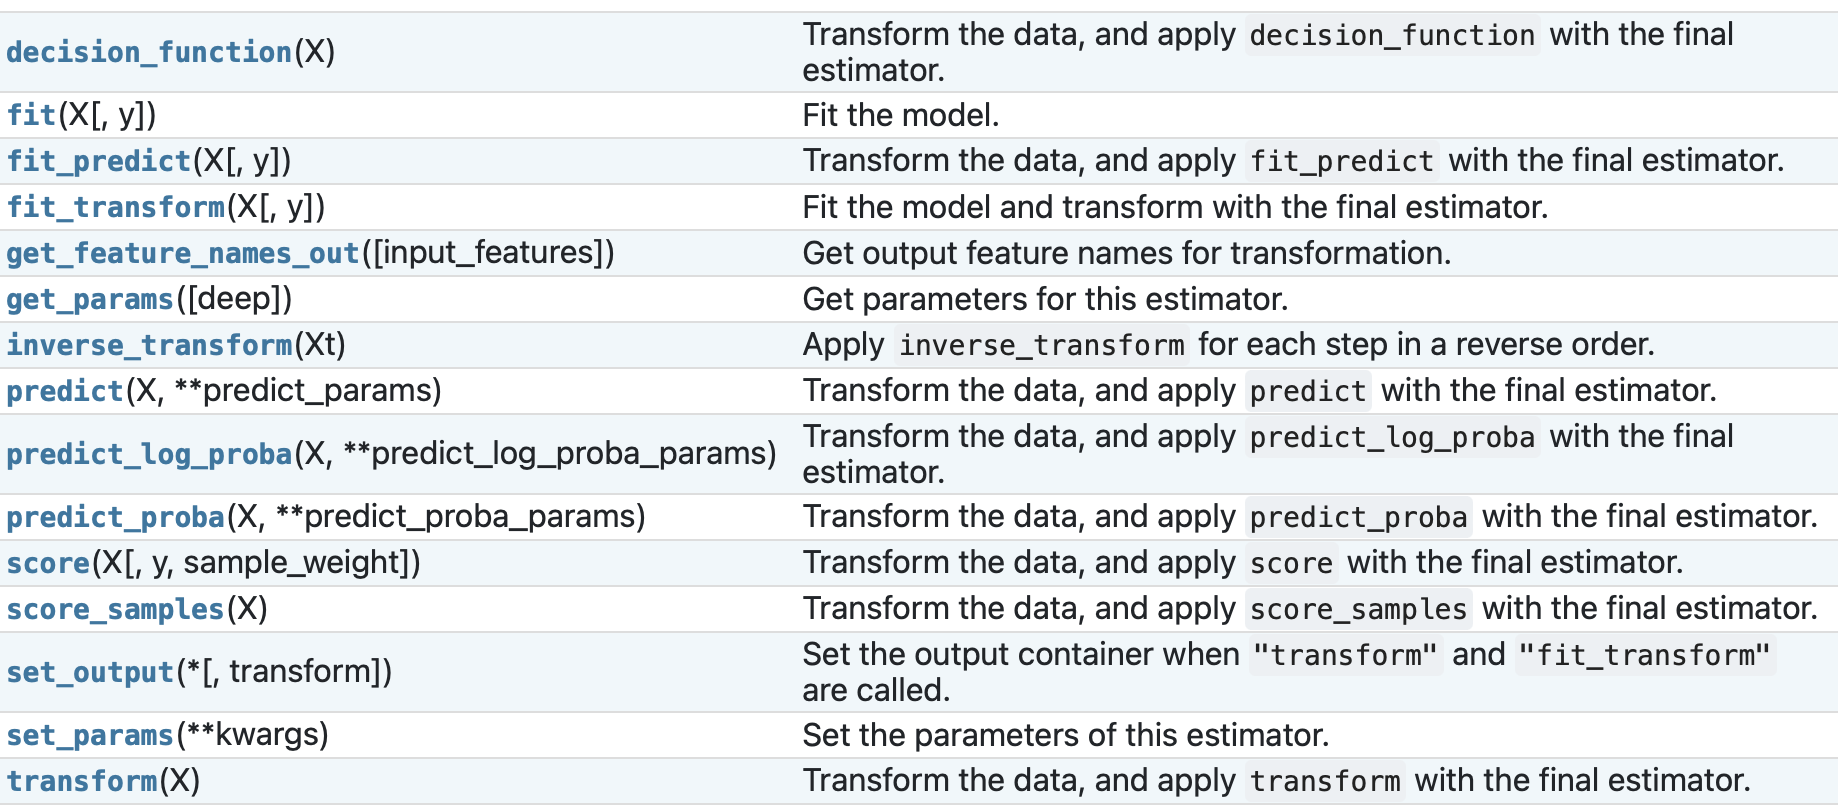 decision_function(X) Transform the data, and apply decision_function with the final
estimator.
fit(X[, y]) Fit the model.
fit_predict(X[, y]) Transform the data, and apply fit_predict with the final estimator.
fit_transform(X[, y]) Fit the model and transform with the final estimator.
get_feature_names_out([input_features]) Get output feature names for transformation.
get_params([deep]) Get parameters for this estimator.
inverse_transform(Xt) Apply inverse_transform for each step in a reverse order.
predict(X, **predict_params) Transform the data, and apply predict with the final estimator.
predict_log_proba(X, **predict_log_proba_params) Transform the data, and apply predict_log_proba with the final
estimator.
predict_proba(X, **predict_proba_params) Transform the data, and apply predict_proba with the final estimator.
score(X[, y, sample_weight]) Transform the data, and apply score with the final estimator.
score_samples(X) Transform the data, and apply score_samples with the final estimator.
set_output(*[, transform]) Set the output container when "transform" and "fit_transform"
are called.
set_params(**kwargs) Set the parameters of this estimator.
transform(X) Transform the data, and apply transform with the final estimator.